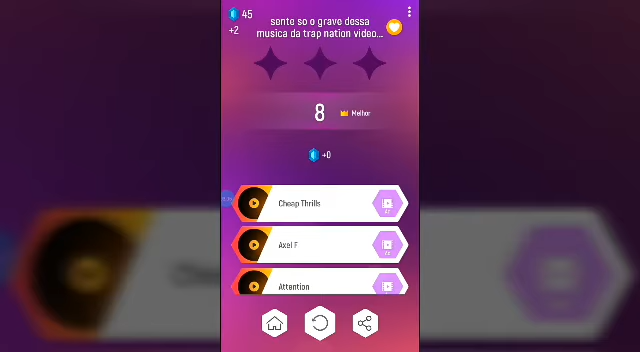 45
+2
sente so o grave dessa
musica da trap nation video...
8
Melhor
+0
Cheap Thrills
Axel F
Attention